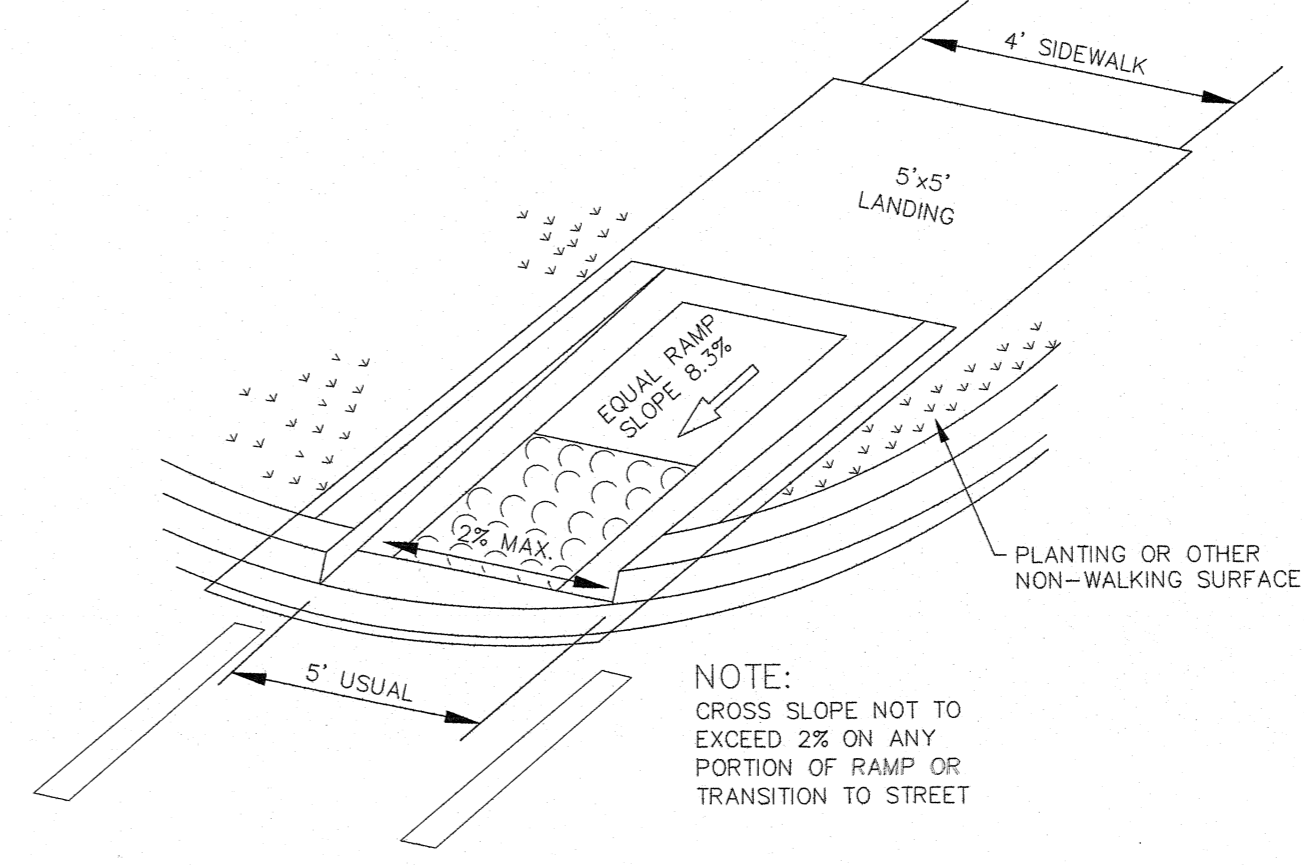 4' SIDEWALK
5'x5'
LANDING
EQUAL RAMP
SLOPE 8.3%
2% MAX.
PLANTING OR OTHER
NON-WALKING SURFACE
5' USUAL
NOTE:
CROSS SLOPE NOT TO
EXCEED 2% ON ANY
PORTION OF RAMP OR
TRANSITION TO STREET